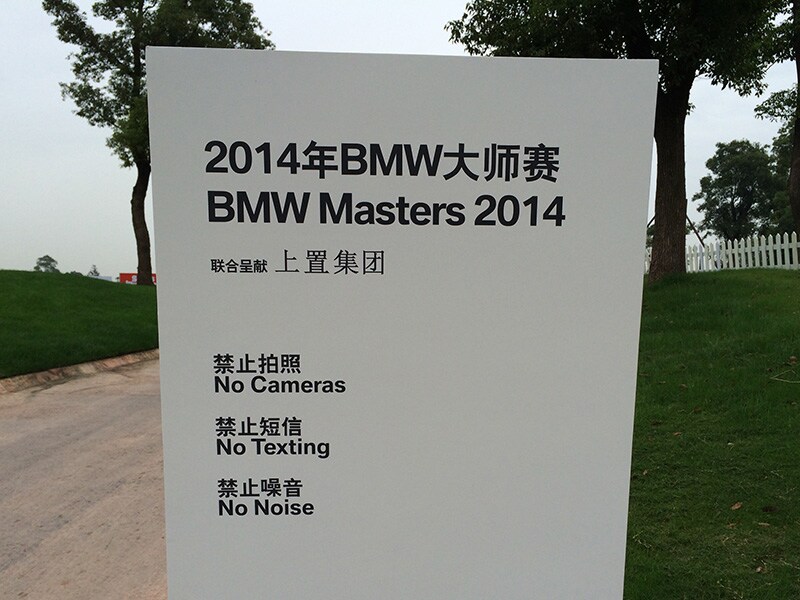 2014年BMW大师赛
BMW Masters 2014
联合呈献 上置集团
禁止拍照
No Cameras
禁止短信
No Texting
禁止噪音
No Noise